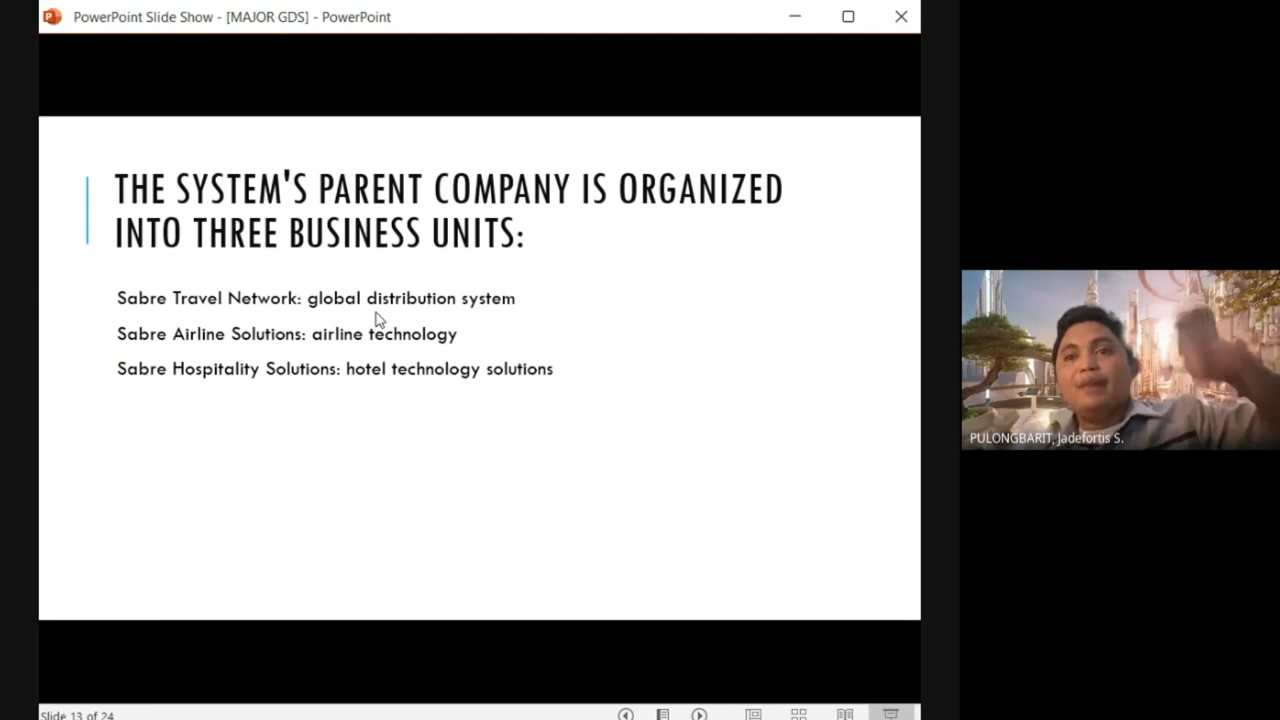 PowerPoint Slide Show - [MAJOR GDS] - PowerPoint
THE SYSTEM'S PARENT COMPANY IS ORGANIZED
INTO THREE BUSINESS UNITS:
Sabre Travel Network: global distribution system
Sabre Airline Solutions: airline technology
Sabre Hospitality Solutions: hotel technology solutions
PULONGBARIT, Jadefortis S.
Slide 13 of 24